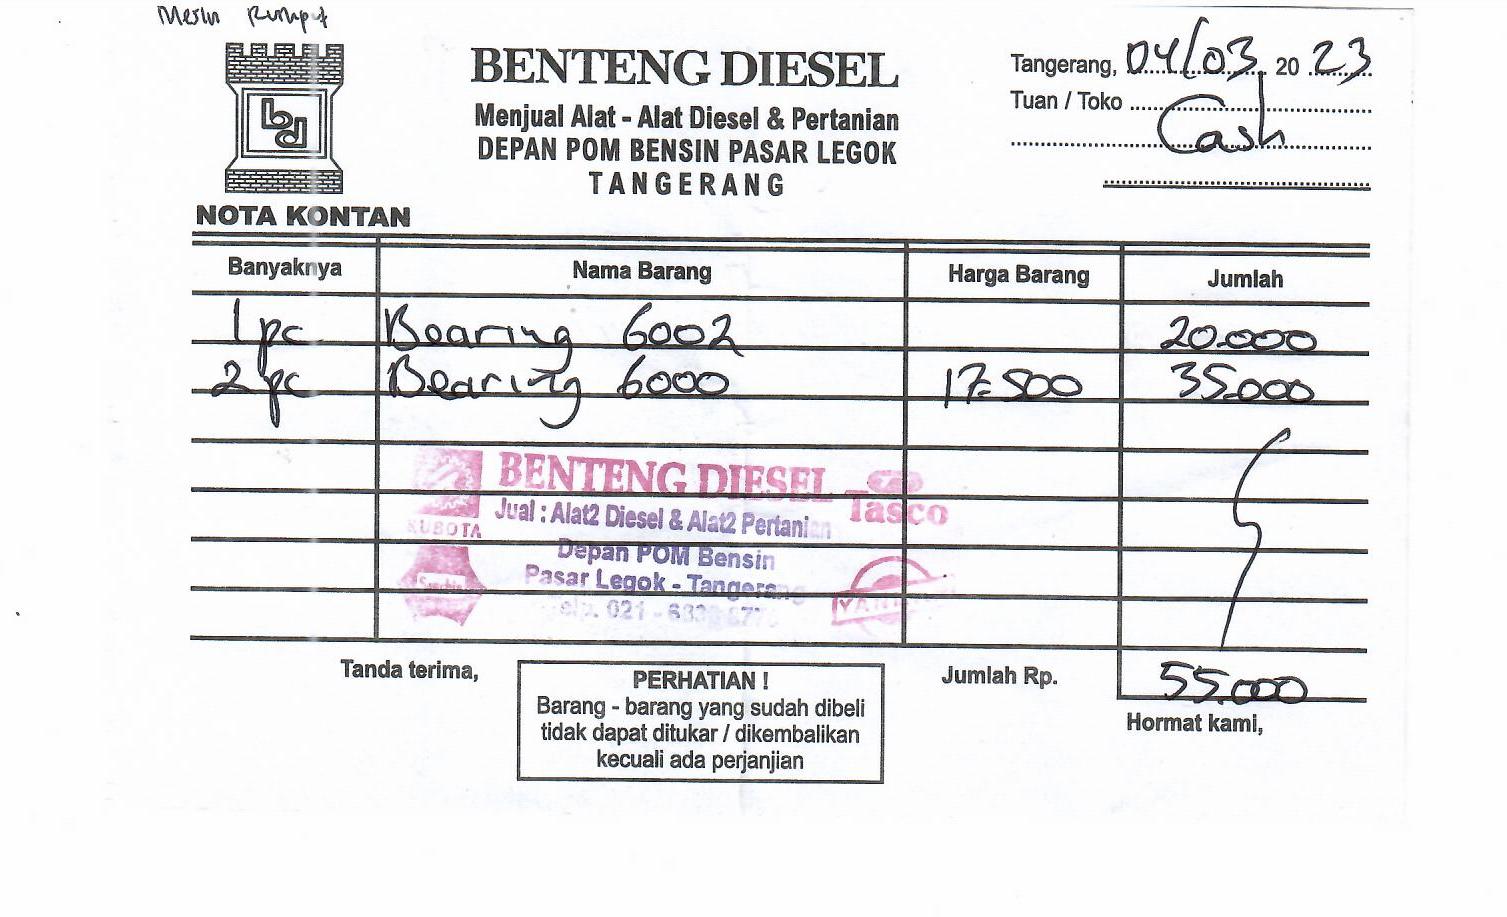 Mesin Rumput
bd
BENTENG DIESEL
Menjual Alat - Alat Diesel & Pertanian
DEPAN POM BENSIN PASAR LEGOK
TANGERANG
Tangerang, 04/03 20 23
Tuan / Toko
Cash
NOTA KONTAN
Banyaknya Nama Barang Harga Barang Jumlah
1 pc Bearing 6002 20.000
2 pc Bearing 6000 17.500 35.000
BENTENG DIESEL
Tasco
Jual : Alat2 Diesel & Alat2 Pertanian
KUBOTA
Depan POM Bensin
Pasar Legok - Tangerang
Telp. 021 -
YANMAR
Tanda terima,
PERHATIAN !
Barang - barang yang sudah dibeli
tidak dapat ditukar / dikembalikan
kecuali ada perjanjian
Jumlah Rp. 55.000
Hormat kami,